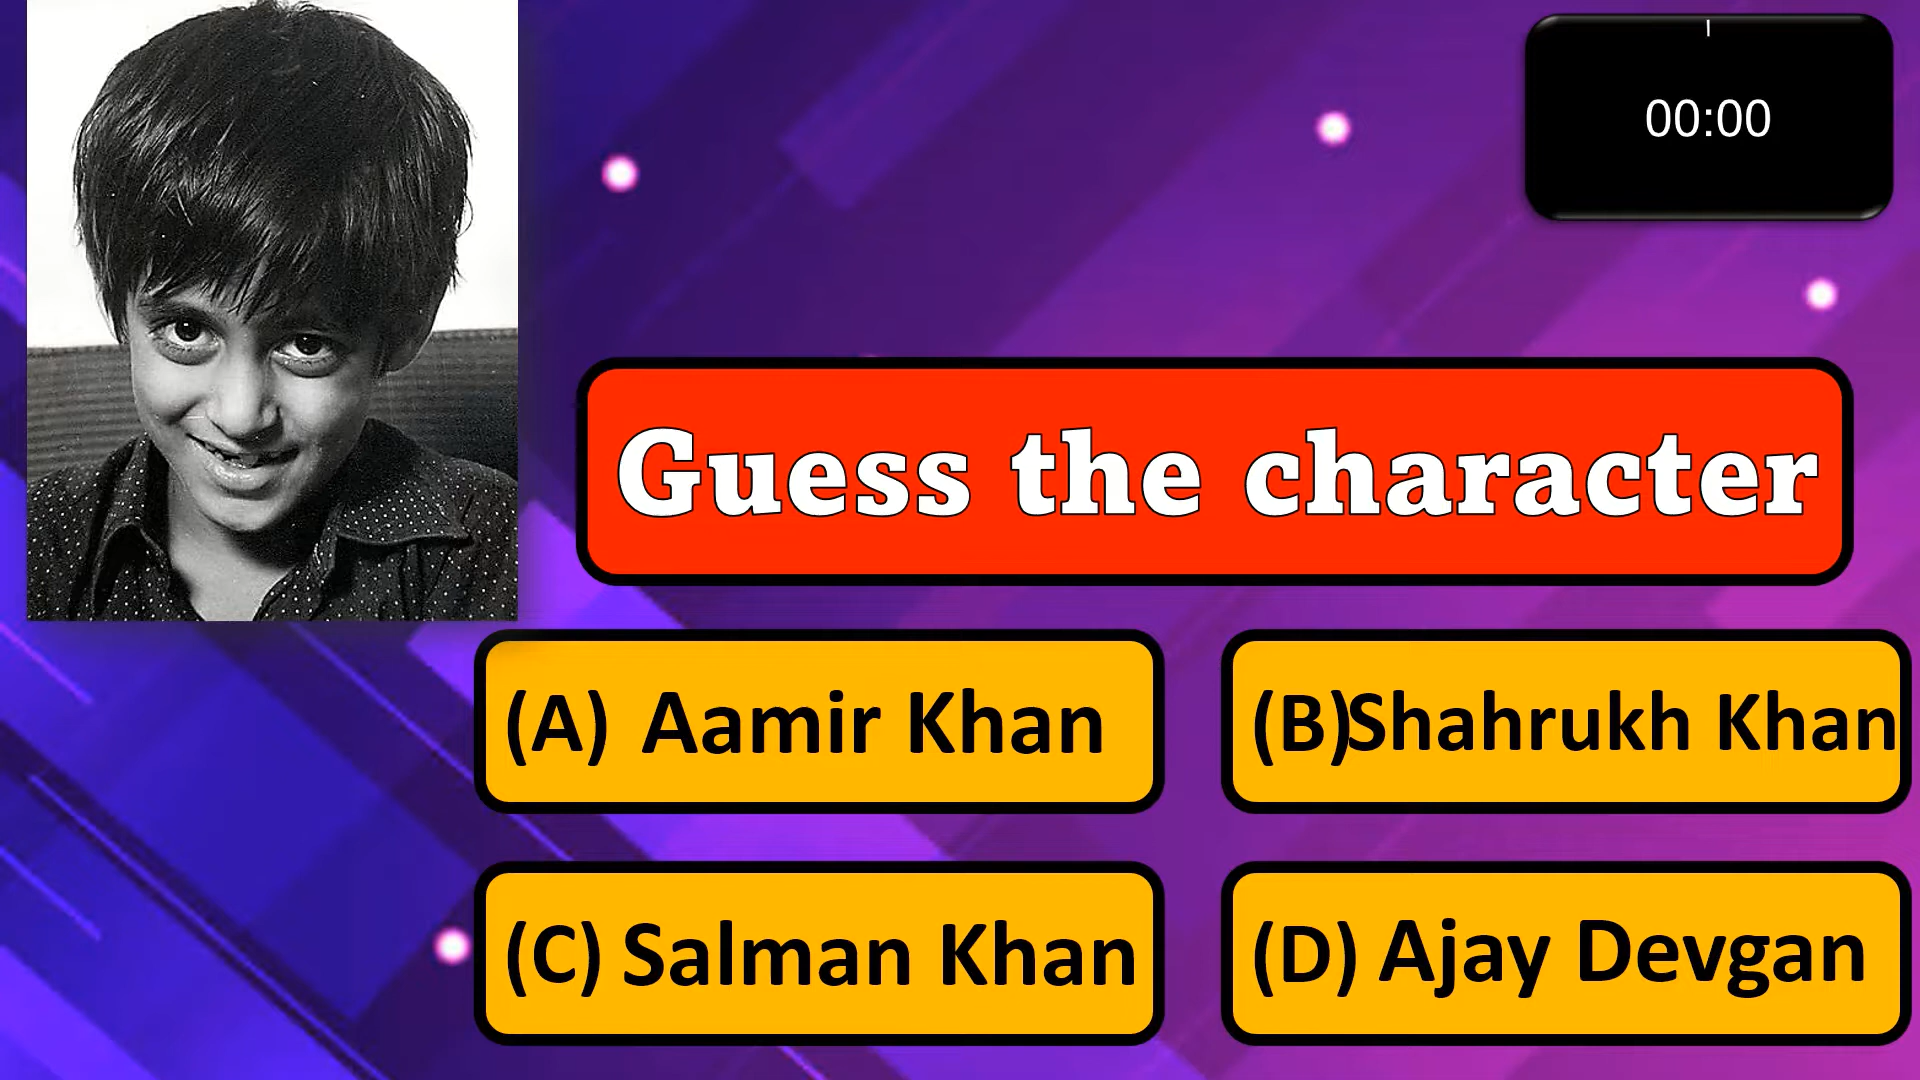 00:00
Guess the character
(A) Aamir Khan
(B)Shahrukh Khan
(C) Salman Khan
(D) Ajay Devgan